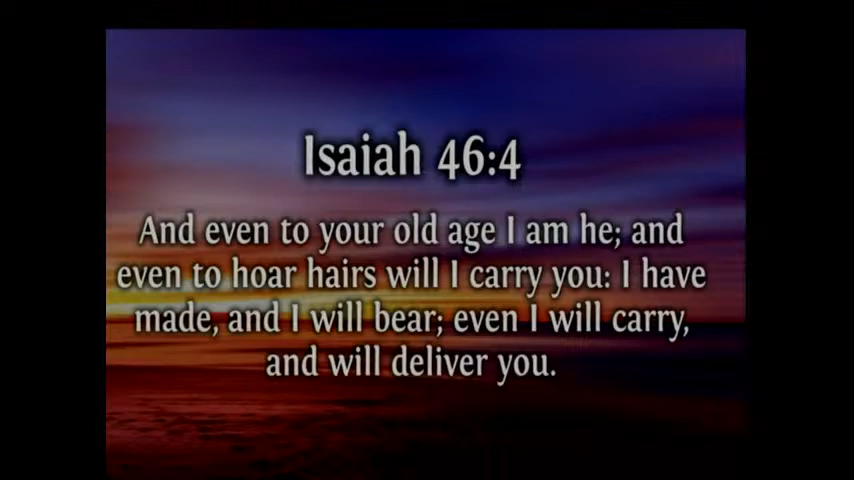 Isaiah 46:4
And even to your old age I am he; and
even to hoar hairs will I carry you: I have
made, and I will bear; even I will carry,
and will deliver you.